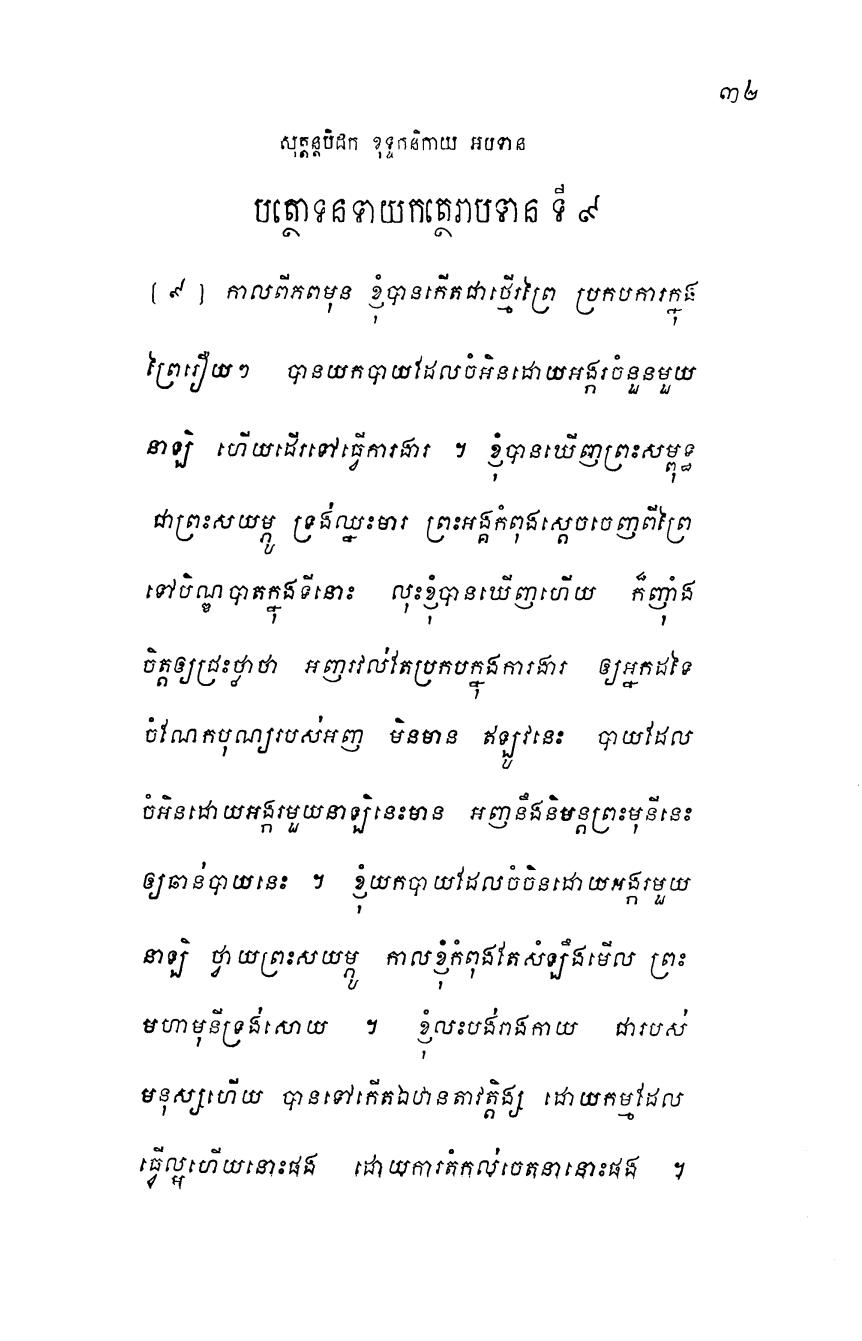 ៣២
សុត្តន្តបិដក ខុទ្ទកនិកាយ អបទាន
បត្ថោទនទាយកត្ថេរាបទាន ទី ៩
[ ៩ ] កាលពីភពមុន ខ្ញុំបានកើតជាថ្មើរព្រៃ ប្រកបការក្នុង
ព្រៃរឿយៗ បានយកបាយដែលចំអិនដោយអង្ករចំនួនមួយ
នាឡិ ហើយដើរទៅធ្វើការងារ ។ ខ្ញុំបានឃើញព្រះសម្ពុទ្ធ
ជាព្រះសយម្ភូ ទ្រង់ឈ្នះមារ ព្រះអង្គកំពុងស្តេចចេញពីព្រៃ
ទៅបិណ្ឌបាតក្នុងទីនោះ លុះខ្ញុំបានឃើញហើយ ក៏ញ៉ាំង
ចិត្តឲ្យជ្រះថ្លាថា អញរវល់តែប្រកបក្នុងការងារ ឲ្យអ្នកដទៃ
ចំណែកបុណ្យរបស់អញ មិនមាន ឥឡូវនេះ បាយដែល
ចំអិនដោយអង្ករមួយនាឡិនេះមាន អញនឹងនិមន្តព្រះមុនីនេះ
ឲ្យឆាន់បាយនេះ ។ ខ្ញុំយកបាយដែលចំចិនដោយអង្ករមួយ
នាឡិ ថ្វាយព្រះសយម្ភូ កាលខ្ញុំកំពុងតែសំឡឹងមើល ព្រះ
មហាមុនីទ្រង់សោយ ។ ខ្ញុំលះបង់រាងកាយ ជារបស់
មនុស្សហើយ បានទៅកើតឯឋានតាវត្តិង្ស ដោយកម្មដែល
ធ្វើល្អហើយនោះផង ដោយការតំកល់ចេតនានោះផង ។